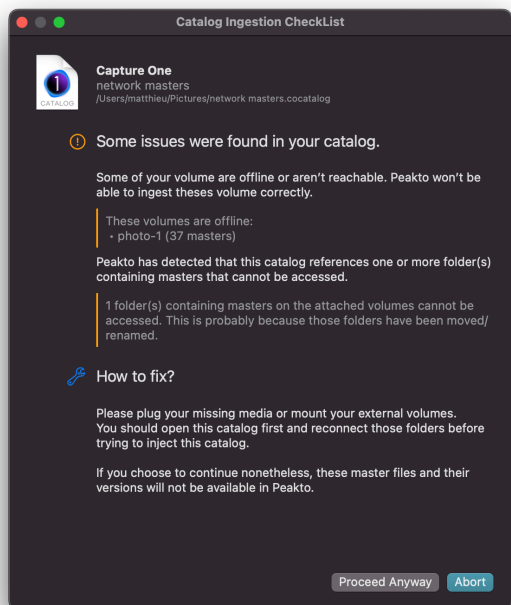 Catalog Ingestion CheckList
1
CATALOG
Capture One
network masters
/Users/matthieu/Pictures/network masters.cocatalog
Some issues were found in your catalog.
Some of your volume are offline or aren't reachable. Peakto won't be
able to ingest theses volume correctly.
These volumes are offline:
• photo-1 (37 masters)
Peakto has detected that this catalog references one or more folder(s)
containing masters that cannot be accessed.
1 folder(s) containing masters on the attached volumes cannot be
accessed. This is probably because those folders have been moved/
renamed.
How to fix?
Please plug your missing media or mount your external volumes.
You should open this catalog first and reconnect those folders before
trying to inject this catalog.
If you choose to continue nonetheless, these master files and their
versions will not be available in Peakto.
Proceed Anyway Abort